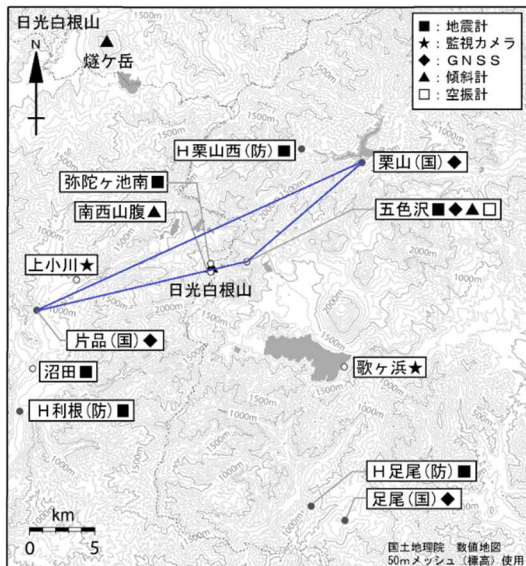 日光白根山
N
燧ケ岳
■:地震計
★:監視カメラ
◆:GNSS
▲:傾斜計
□:空振計
H栗山西(防)■
栗山(国)◆
弥陀ヶ池南■
南西山腹▲
五色沢■◆▲□
上小川★
日光白根山
片品(国)◆
沼田■
歌ヶ浜★
H利根(防)■
H足尾(防)■
足尾(国)◆
km
0 5
国土地理院 数値地図
50mメッシュ(標高)使用
1500m
2000m
1000m